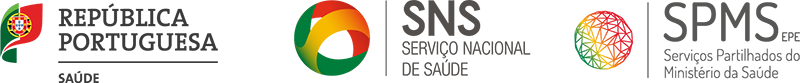 REPÚBLICA
PORTUGUESA
SAÚDE
SNS
SERVIÇO NACIONAL
DE SAÚDE
SPMS EPE
Serviços Partilhados do
Ministério da Saúde